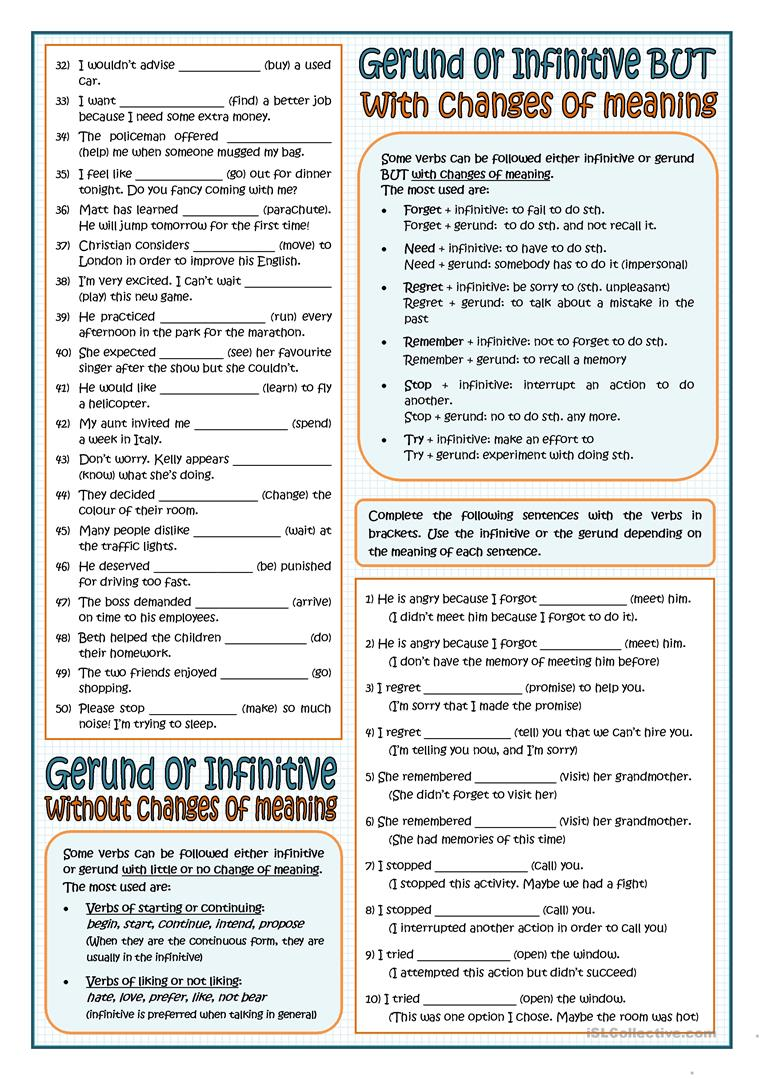 32) I wouldn't advise _____________ (buy) a used
car.
33) I want _________________ (find) a better job
because I need some extra money.
34) The policeman offered _________________
(help) me when someone mugged my bag.
35) I feel like ______________ (go) out for dinner
tonight. Do you fancy coming with me?
36) Matt has learned ____________ (parachute).
He will jump tomorrow for the first time!
37) Christian considers _____________ (move) to
London in order to improve his English.
38) I'm very excited. I can't wait ______________
(play) this new game.
39) He practiced _________________ (run) every
afternoon in the park for the marathon.
40) She expected __________ (see) her favourite
singer after the show but she couldn't.
41) He would like _______________ (learn) to fly
a helicopter.
42) My aunt invited me _______________ (spend)
a week in Italy.
43) Don't worry. Kelly appears ________________
(know) what she's doing.
44) They decided ________________ (change) the
colour of their room.
45) Many people dislike ______________ (wait) at
the traffic lights.
46) He deserved ________________ (be) punished
for driving too fast.
47) The boss demanded _______________ (arrive)
on time to his employees.
48) Beth helped the children _____________ (do)
their homework.
49) The two friends enjoyed ______________ (go)
shopping.
50) Please stop ______________ (make) so much
noise! I'm trying to sleep.
Gerund or Infinitive
Without changes of meaning
Some verbs can be followed either infinitive
or gerund with little or no change of meaning.
The most used are:
• Verbs of starting or continuing:
begin, start, continue, intend, propose
(When they are the continuous form, they are
usually in the infinitive)
• Verbs of liking or not liking:
hate, love, prefer, like, not bear
(infinitive is preferred when talking in general)
Gerund or Infinitive BUT
With changes of meaning
Some verbs can be followed either infinitive or gerund
BUT with changes of meaning.
The most used are:
• Forget + infinitive: to fail to do sth.
Forget + gerund: to do sth. and not recall it.
• Need + infinitive: to have to do sth.
Need + gerund: somebody has to do it (impersonal)
• Regret + infinitive: be sorry to (sth. unpleasant)
Regret + gerund: to talk about a mistake in the
past
• Remember + infinitive: not to forget to do sth.
Remember + gerund: to recall a memory
• Stop + infinitive: interrupt an action to do
another.
Stop + gerund: no to do sth. any more.
• Try + infinitive: make an effort to
Try + gerund: experiment with doing sth.
Complete the following sentences with the verbs in
brackets. Use the infinitive or the gerund depending on
the meaning of each sentence.
1) He is angry because I forgot ______________ (meet) him.
(I didn't meet him because I forgot to do it).
2) He is angry because I forgot _____________ (meet) him.
(I don't have the memory of meeting him before)
3) I regret ________________ (promise) to help you.
(I'm sorry that I made the promise)
4) I regret ______________ (tell) you that we can't hire you.
(I'm telling you now, and I'm sorry)
5) She remembered _____________ (visit) her grandmother.
(She didn't forget to visit her)
6) She remembered _____________ (visit) her grandmother.
(She had memories of this time)
7) I stopped ________________ (call) you.
(I stopped this activity. Maybe we had a fight)
8) I stopped _________________ (call) you.
(I interrupted another action in order to call you)
9) I tried _______________ (open) the window.
(I attempted this action but didn't succeed)
10) I tried _______________ (open) the window.
(This was one option I chose. Maybe the room was hot)
iSLCollective.com